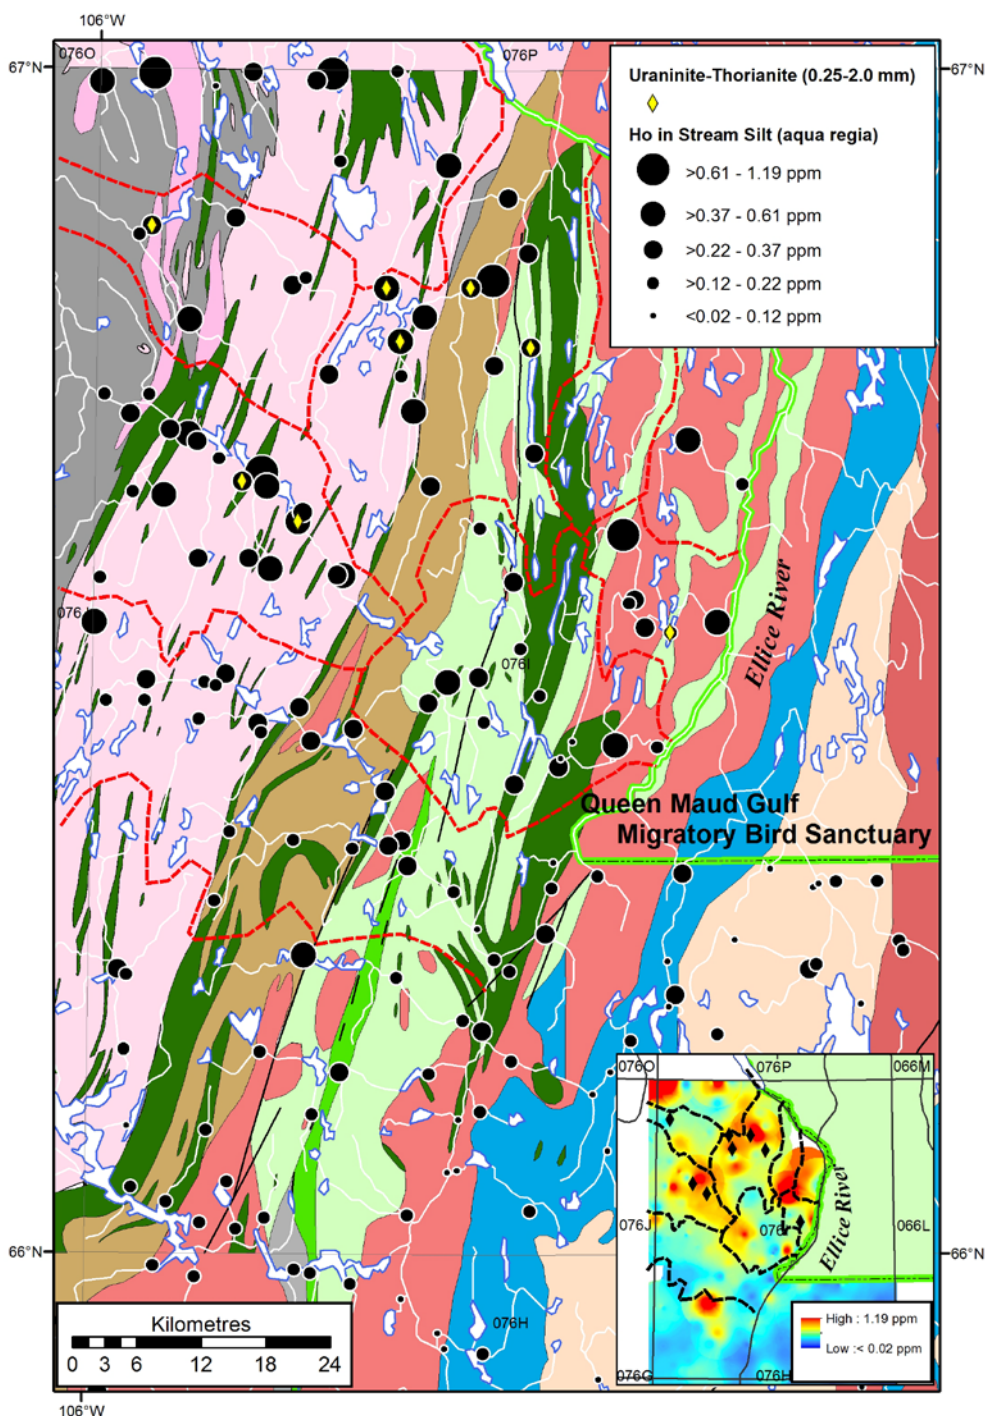 106°W
076O
076P
67°N
67°N
Uraninite-Thorianite (0.25-2.0 mm)
Ho in Stream Silt (aqua regia)
>0.61 - 1.19 ppm
>0.37 - 0.61 ppm
>0.22 - 0.37 ppm
>0.12 - 0.22 ppm
<0.02 - 0.12 ppm
076J
076I
Ellice River
Queen Maud Gulf
Migratory Bird Sanctuary
66°N
66°N
076H
Kilometres
0 3 6 12 18 24
106°W
076O
076P
066M
076J
076I
066L
Ellice River
076G
076H
High : 1.19 ppm
Low :< 0.02 ppm